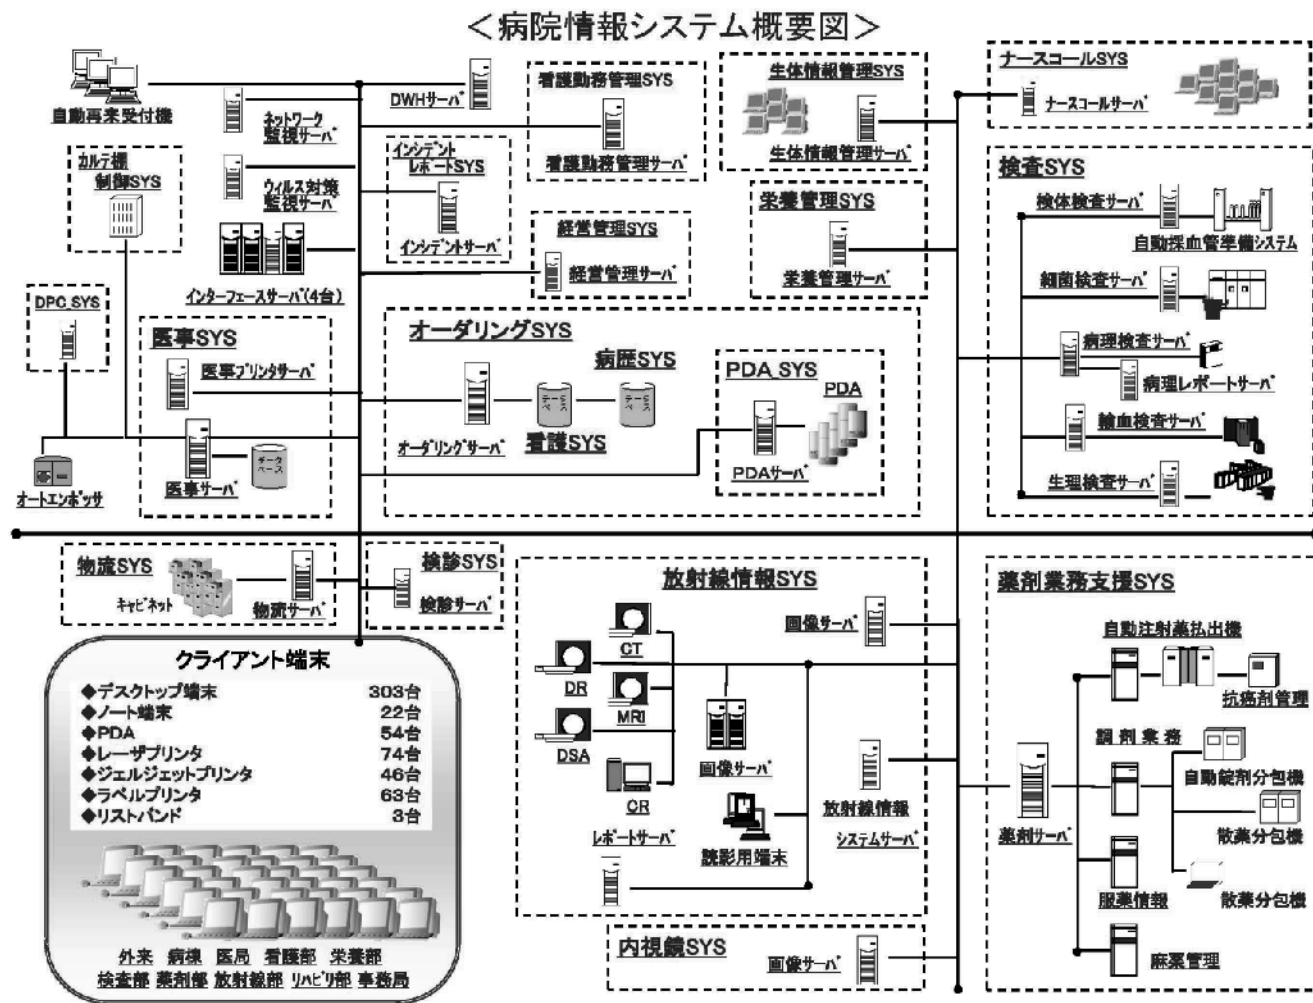 ＜病院情報システム概要図＞
自動再来受付機
ネットワーク
監視サーバ
DWHサーバ
看護勤務管理SYS
看護勤務管理サーバ
生体情報管理SYS
生体情報管理サーバ
ナースコールSYS
ナースコールサーバ
カルテ棚
制御SYS
ウィルス対策
監視サーバ
インシデント
レポートSYS
インシデントサーバ
経営管理SYS
経営管理サーバ
栄養管理SYS
栄養管理サーバ
検査SYS
検体検査サーバ
自動採血管準備システム
細菌検査サーバ
病理検査サーバ
病理レポートサーバ
輸血検査サーバ
生理検査サーバ
インターフェースサーバ(4台)
DPC_SYS
オートエンボッサ
医事SYS
医事プリンタサーバ
医事サーバ
データ
ベース
オーダリングSYS
病歴SYS
データ
ベース
データ
ベース
オーダリングサーバ
看護SYS
PDA_SYS
PDA
PDAサーバ
物流SYS
キャビネット
物流サーバ
検診SYS
検診サーバ
クライアント端末
◆デスクトップ端末 303台
◆ノート端末 22台
◆PDA 54台
◆レーザプリンタ 74台
◆ジェルジェットプリンタ 46台
◆ラベルプリンタ 63台
◆リストバンド 3台
外来 病棟 医局 看護部 栄養部
検査部 薬剤部 放射線部 リハビリ部 事務局
放射線情報SYS
画像サーバ
CT
DR
MRI
DSA
CR
画像サーバ
レポートサーバ
読影用端末
放射線情報
システムサーバ
内視鏡SYS
画像サーバ
薬剤業務支援SYS
自動注射薬払出機
抗癌剤管理
調剤業務
自動錠剤分包機
薬剤サーバ
散薬分包機
服薬情報
散薬分包機
麻薬管理